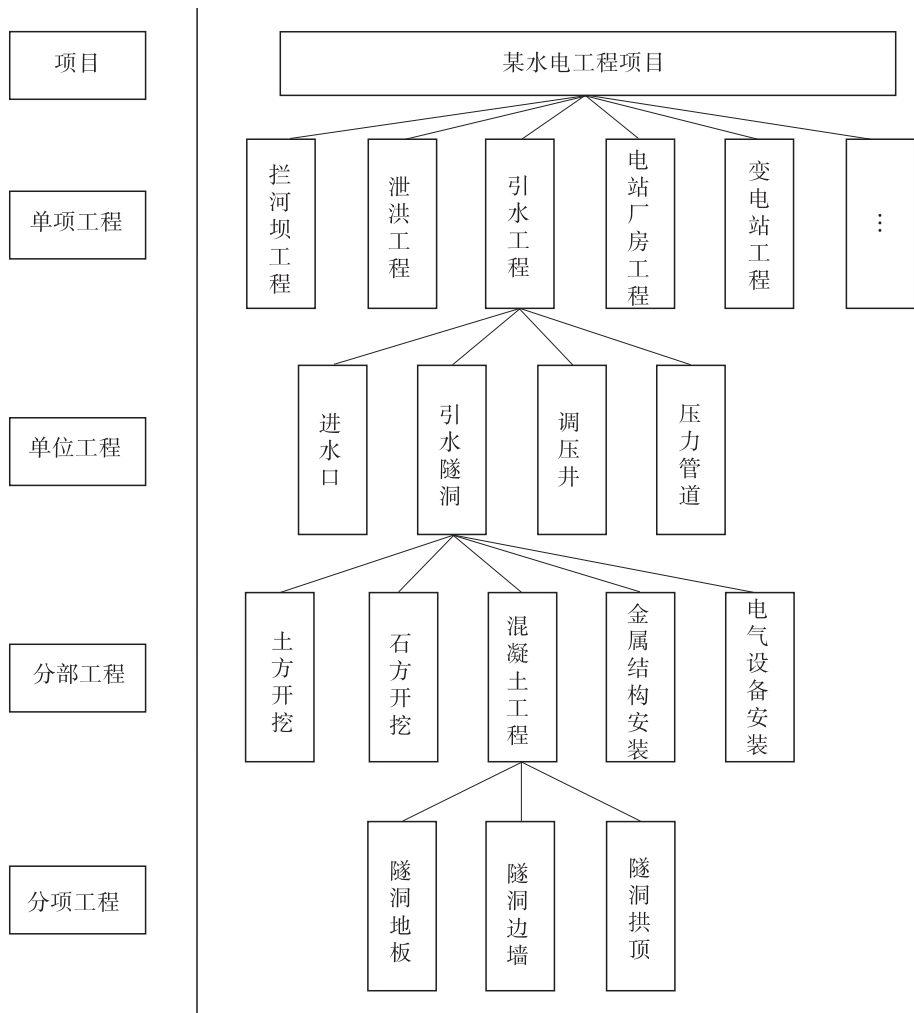 项目
某水电工程项目
单项工程
拦河坝工程
泄洪工程
引水工程
电站厂房工程
变电站工程
…
单位工程
进水口
引水隧洞
调压井
压力管道
分部工程
土方开挖
石方开挖
混凝土工程
金属结构安装
电气设备安装
分项工程
隧洞地板
隧洞边墙
隧洞拱顶